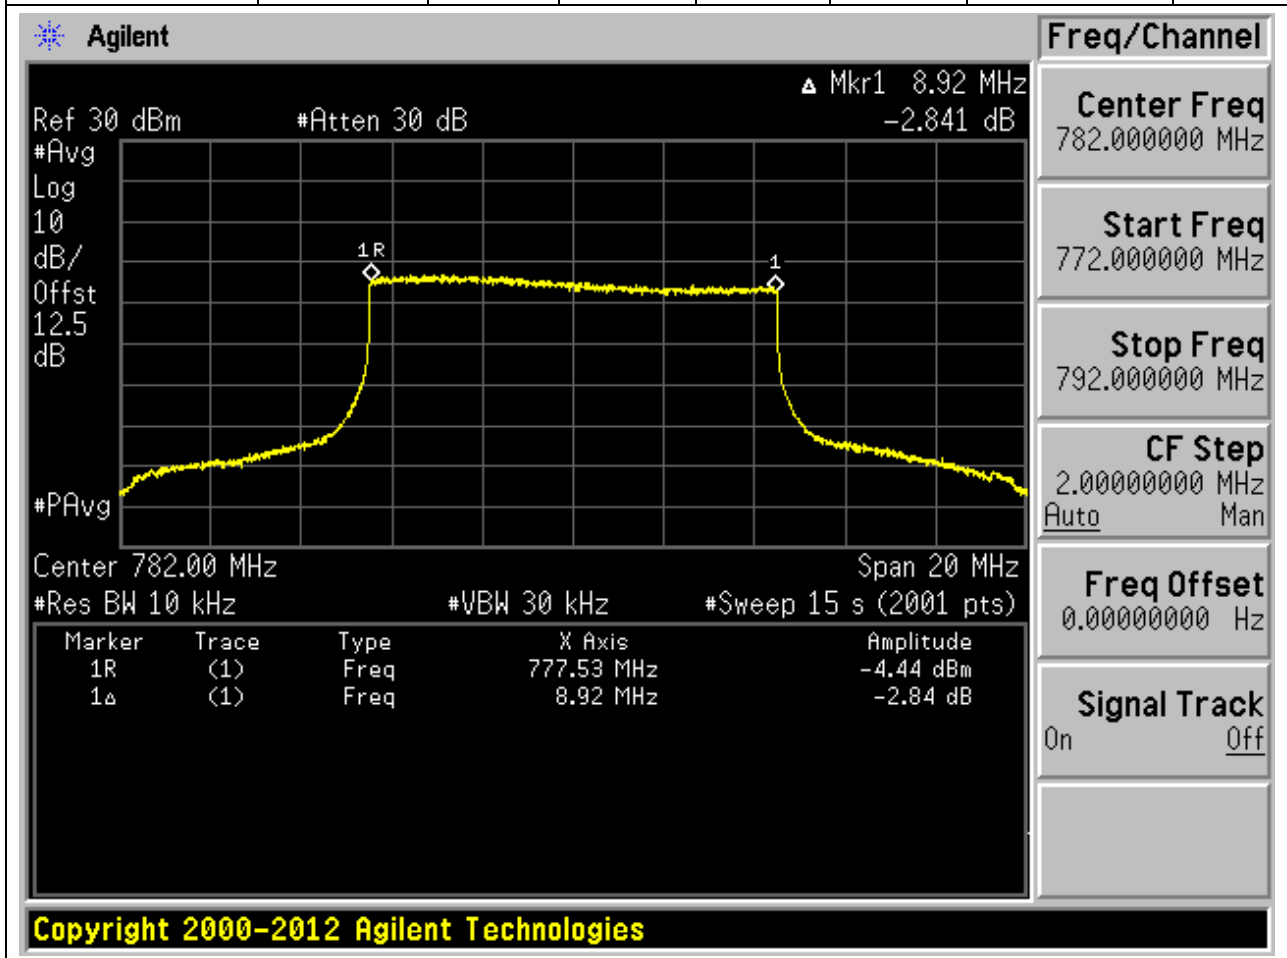 Agilent
Freq/Channel
Δ Mkr1 8.92 MHz
Ref 30 dBm #Atten 30 dB -2.841 dB
#Avg
Log
10
dB/
Offst
12.5
dB
1R
1
#PAvg
Center 782.00 MHz Span 20 MHz
#Res BW 10 kHz #VBW 30 kHz #Sweep 15 s (2001 pts)
Marker Trace Type X Axis Amplitude
1R (1) Freq 777.53 MHz -4.44 dBm
1Δ (1) Freq 8.92 MHz -2.84 dB
Center Freq
782.000000 MHz
Start Freq
772.000000 MHz
Stop Freq
792.000000 MHz
CF Step
2.00000000 MHz
Auto Man
Freq Offset
0.00000000 Hz
Signal Track
On Off
Copyright 2000-2012 Agilent Technologies